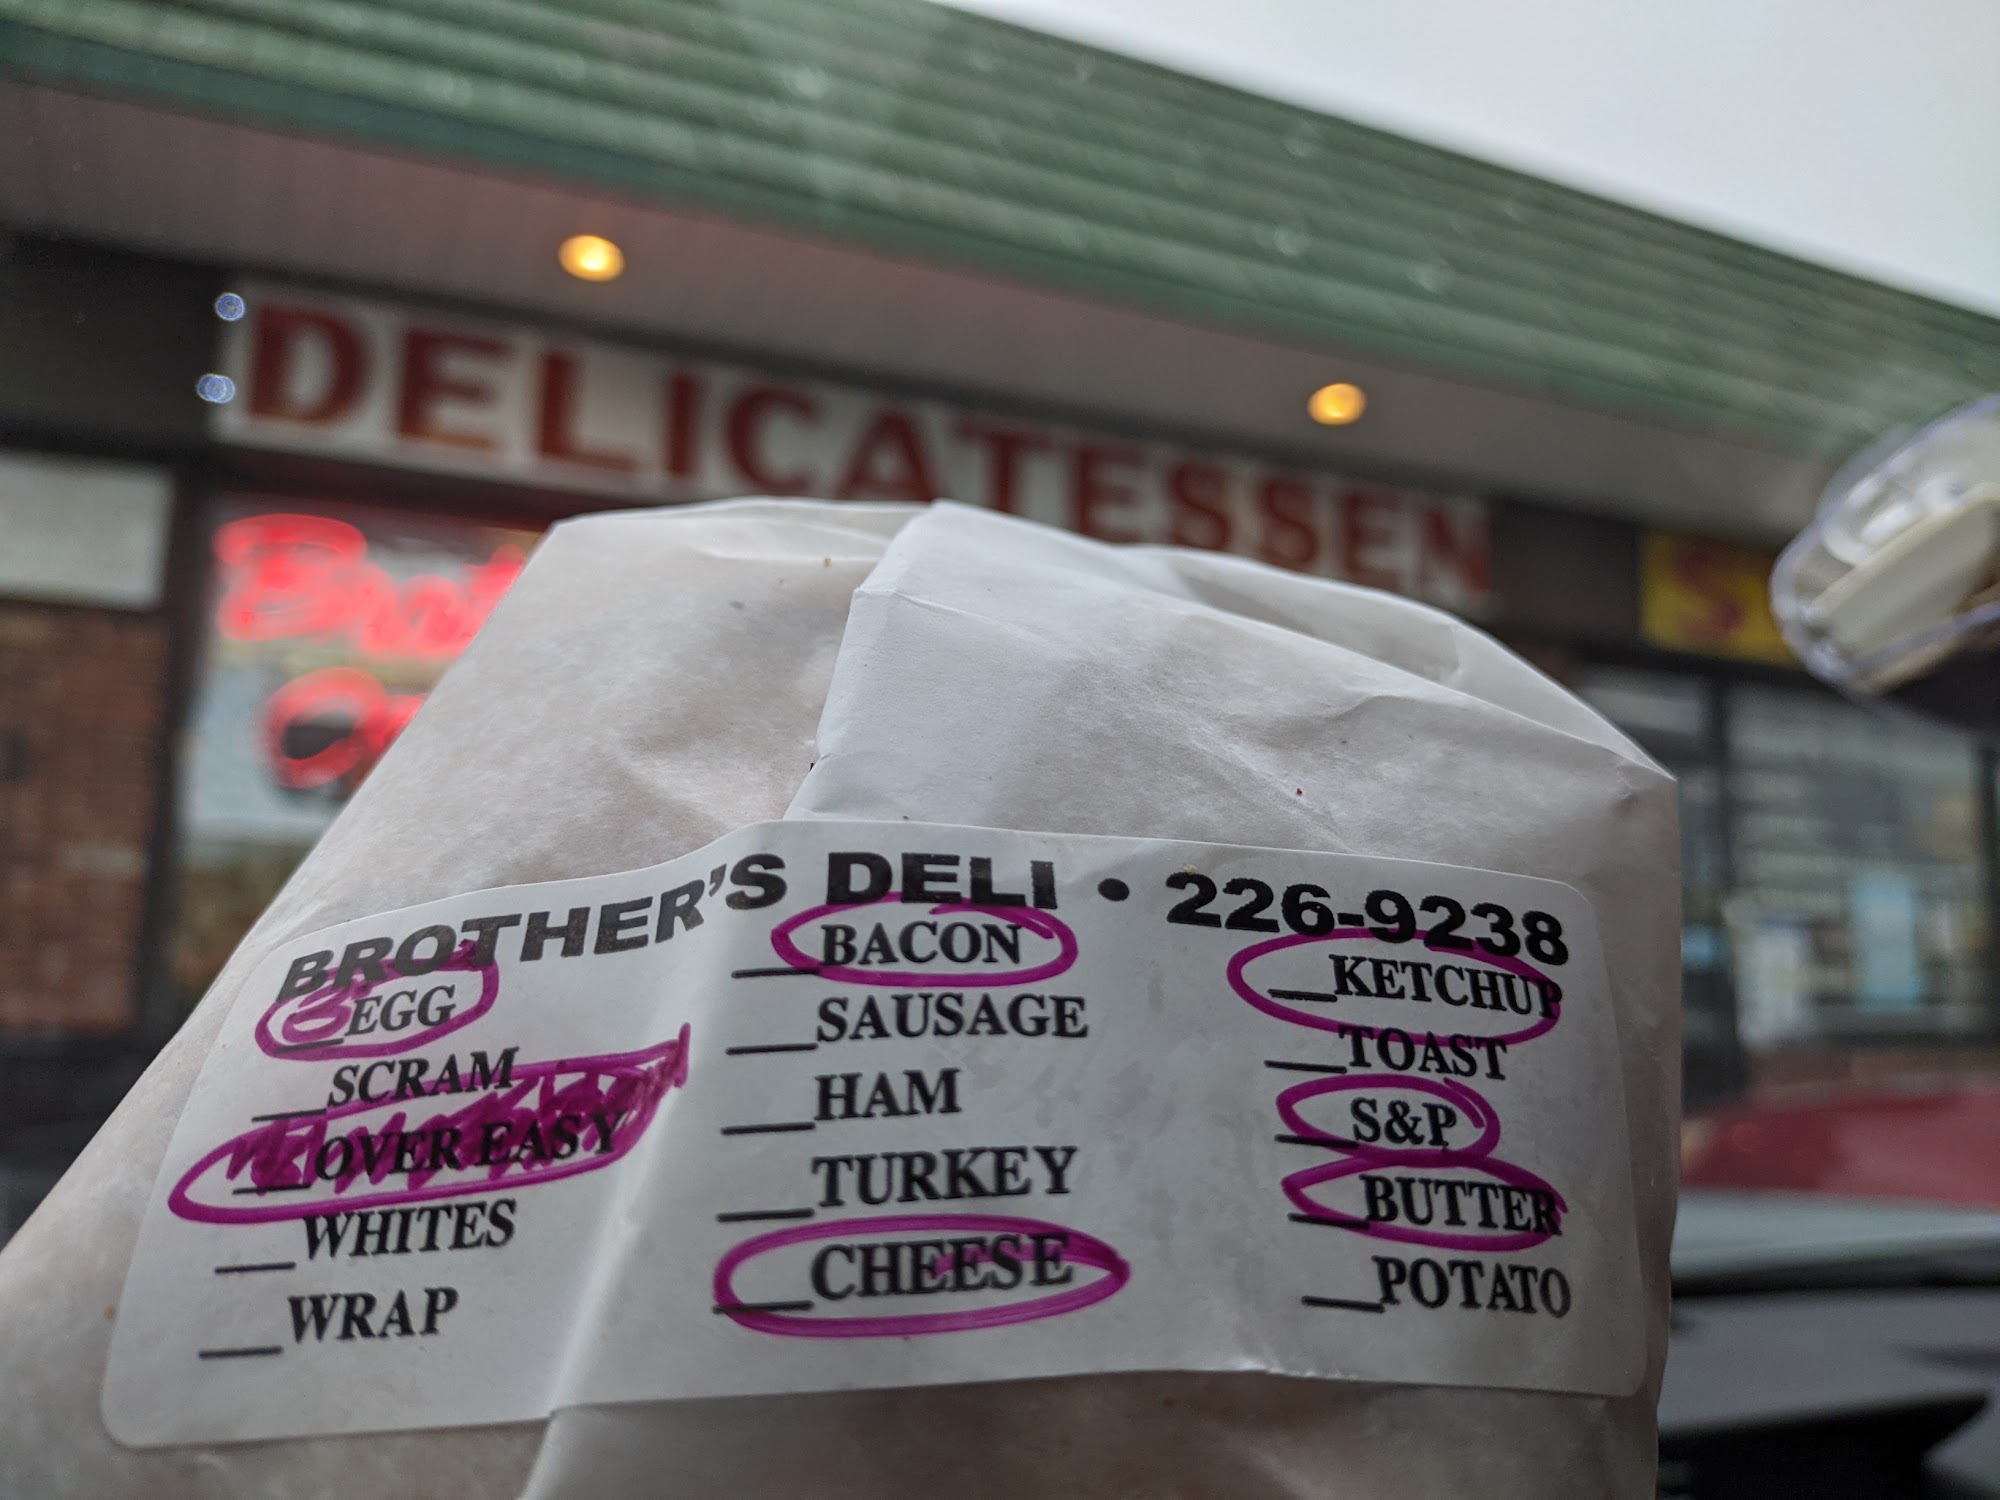 DELICATESSEN
BROTHER'S DELI • 226-9238
__EGG
__SCRAM
__OVER EASY
__WHITES
__WRAP
__BACON
__SAUSAGE
__HAM
__TURKEY
__CHEESE
__KETCHUP
__TOAST
__S&P
__BUTTER
__POTATO